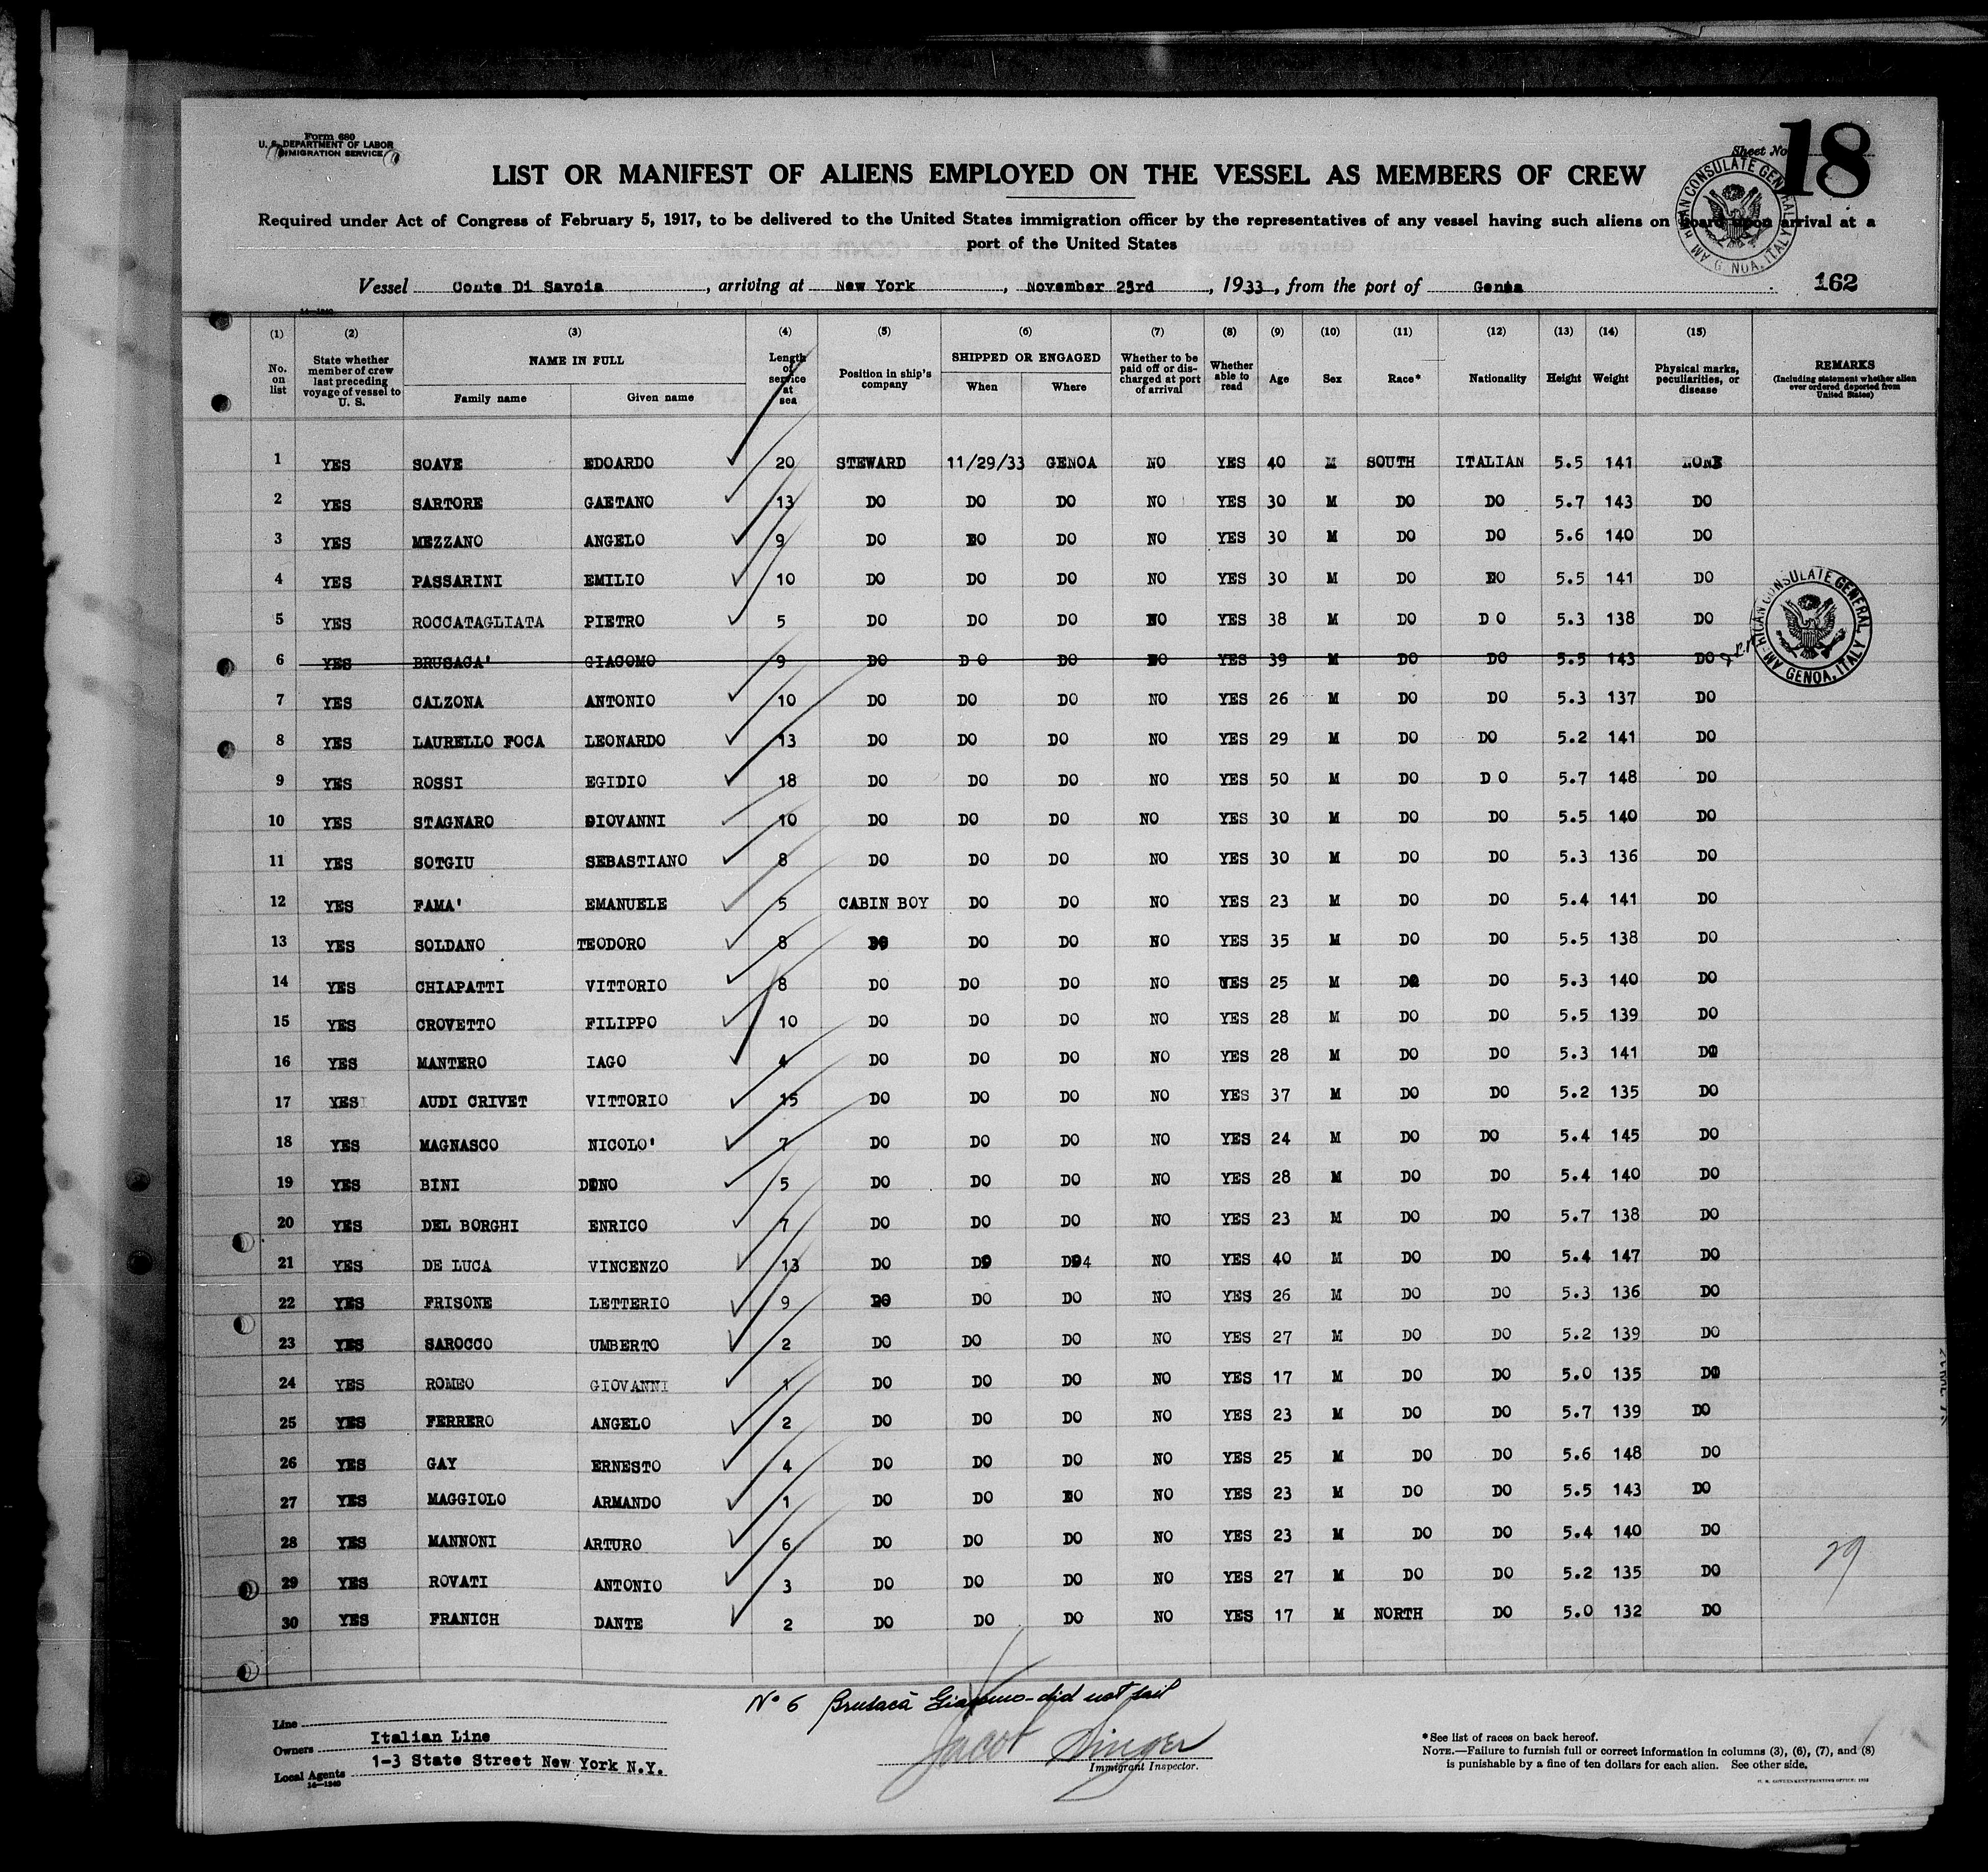 Form 680
U. S. DEPARTMENT OF LABOR
IMMIGRATION SERVICE
Sheet No. 18
LIST OR MANIFEST OF ALIENS EMPLOYED ON THE VESSEL AS MEMBERS OF CREW
Required under Act of Congress of February 5, 1917, to be delivered to the United States immigration officer by the representatives of any vessel having such aliens on board upon arrival at a
port of the United States
AMERICAN CONSULATE GENERAL GENOA, ITALY
Vessel Conte Di Savoia, arriving at New York, November 23rd, 1933, from the port of Genoa 162
(1) (2) (3) (4) (5) (6) (7) (8) (9) (10) (11) (12) (13) (14) (15)
No. on list State whether member of crew last preceding voyage of vessel to U. S. NAME IN FULL Family name Given name Length of service at sea Position in ship's company SHIPPED OR ENGAGED When Where Whether to be paid off or discharged at port of arrival Whether able to read Age Sex Race* Nationality Height Weight Physical marks, peculiarities, or disease REMARKS (Including statement whether alien ever ordered deported from United States)
1 YES SOAVE EDOARDO 20 STEWARD 11/29/33 GENOA NO YES 40 M SOUTH ITALIAN 5.5 141 NONE
2 YES SARTORE GAETANO 13 DO DO DO NO YES 30 M DO DO 5.7 143 DO
3 YES MEZZANO ANGELO 9 DO DO DO NO YES 30 M DO DO 5.6 140 DO
4 YES PASSARINI EMILIO 10 DO DO DO NO YES 30 M DO DO 5.5 141 DO
5 YES ROCCATAGLIATA PIETRO 5 DO DO DO NO YES 38 M DO D O 5.3 138 DO
6 YES BRUSACA' GIACOMO 9 DO D O DO NO YES 39 M DO DO 5.5 143 DO
AMERICAN CONSULATE GENERAL GENOA, ITALY
7 YES CALZONA ANTONIO 10 DO DO DO NO YES 26 M DO DO 5.3 137 DO
8 YES LAURELLO FOCA LEONARDO 13 DO DO DO NO YES 29 M DO DO 5.2 141 DO
9 YES ROSSI EGIDIO 18 DO DO DO NO YES 50 M DO D O 5.7 148 DO
10 YES STAGNARO GIOVANNI 10 DO DO DO NO YES 30 M DO DO 5.5 140 DO
11 YES SOTGIU SEBASTIANO 8 DO DO DO NO YES 30 M DO DO 5.3 136 DO
12 YES FAMA' EMANUELE 5 CABIN BOY DO DO NO YES 23 M DO DO 5.4 141 DO
13 YES SOLDANO TEODORO 8 DO DO DO NO YES 35 M DO DO 5.5 138 DO
14 YES CHIAPATTI VITTORIO 8 DO DO DO NO YES 25 M DO DO 5.3 140 DO
15 YES CROVETTO FILIPPO 10 DO DO DO NO YES 28 M DO DO 5.5 139 DO
16 YES MANTERO IAGO 4 DO DO DO NO YES 28 M DO DO 5.3 141 DO
17 YES AUDI CRIVET VITTORIO 15 DO DO DO NO YES 37 M DO DO 5.2 135 DO
18 YES MAGNASCO NICOLO' 7 DO DO DO NO YES 24 M DO DO 5.4 145 DO
19 YES BINI DINO 5 DO DO DO NO YES 28 M DO DO 5.4 140 DO
20 YES DEL BORGHI ENRICO 7 DO DO DO NO YES 23 M DO DO 5.7 138 DO
21 YES DE LUCA VINCENZO 13 DO DO DO4 NO YES 40 M DO DO 5.4 147 DO
22 YES FRISONE LETTERIO 9 DO DO DO NO YES 26 M DO DO 5.3 136 DO
23 YES SAROCCO UMBERTO 2 DO DO DO NO YES 27 M DO DO 5.2 139 DO
24 YES ROMEO GIOVANNI 1 DO DO DO NO YES 17 M DO DO 5.0 135 DO
25 YES FERRERO ANGELO 2 DO DO DO NO YES 23 M DO DO 5.7 139 DO
26 YES GAY ERNESTO 4 DO DO DO NO YES 25 M DO DO 5.6 148 DO
27 YES MAGGIOLO ARMANDO 1 DO DO DO NO YES 23 M DO DO 5.5 143 DO
28 YES MANNONI ARTURO 6 DO DO DO NO YES 23 M DO DO 5.4 140 DO
29 YES ROVATI ANTONIO 3 DO DO DO NO YES 27 M DO DO 5.2 135 DO
29
30 YES FRANICH DANTE 2 DO DO DO NO YES 17 M NORTH DO 5.0 132 DO
No 6 Brusacà Giacomo - did not sail
Line
Owners Italian Line
Local Agents 1-3 State Street New York N.Y.
14—1240
Jacob Singer
Immigrant Inspector.
*See list of races on back hereof.
NOTE.—Failure to furnish full or correct information in columns (3), (6), (7), and (8)
is punishable by a fine of ten dollars for each alien. See other side.
U. S. GOVERNMENT PRINTING OFFICE: 1932